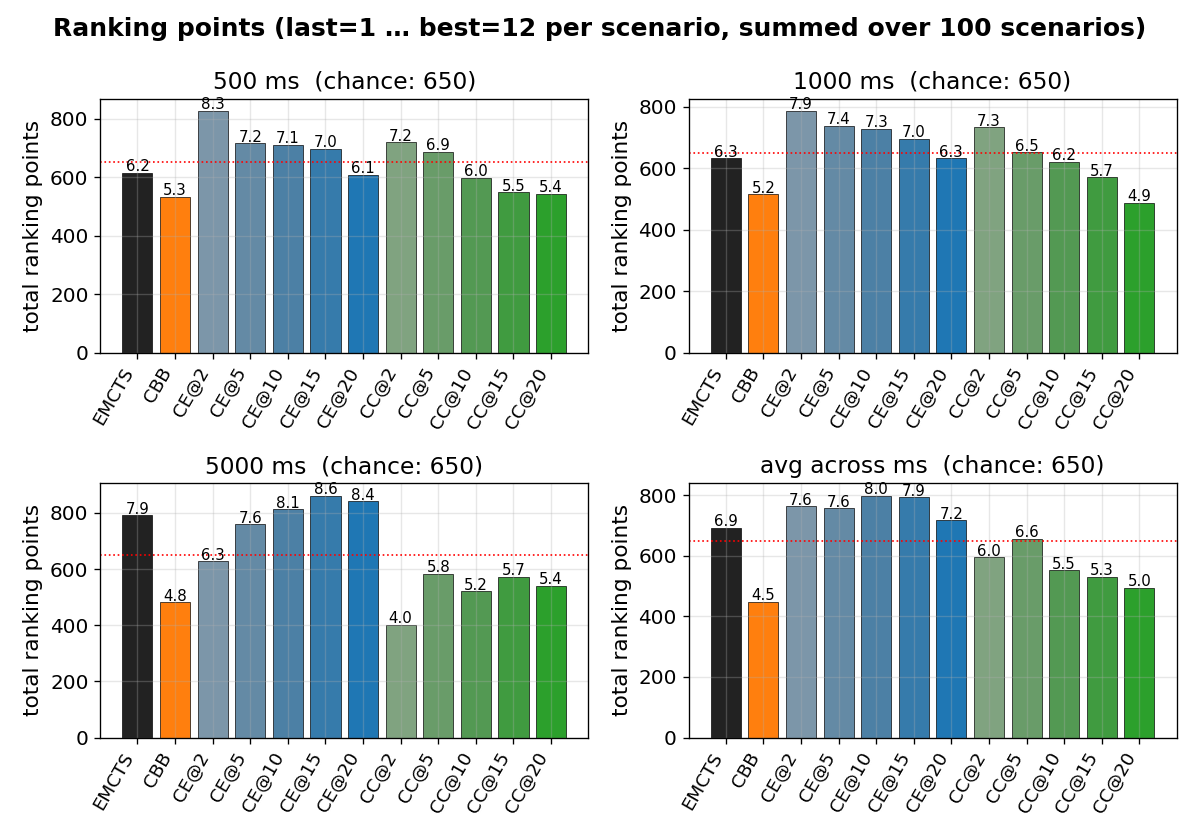 Ranking points (last=1 … best=12 per scenario, summed over 100 scenarios)
500 ms  (chance: 650)
total ranking points
800
600
400
200
0
6.2
5.3
8.3
7.2
7.1
7.0
6.1
7.2
6.9
6.0
5.5
5.4
EMCTS
CBB
CE@2
CE@5
CE@10
CE@15
CE@20
CC@2
CC@5
CC@10
CC@15
CC@20
1000 ms  (chance: 650)
total ranking points
800
600
400
200
0
6.3
5.2
7.9
7.4
7.3
7.0
6.3
7.3
6.5
6.2
5.7
4.9
EMCTS
CBB
CE@2
CE@5
CE@10
CE@15
CE@20
CC@2
CC@5
CC@10
CC@15
CC@20
5000 ms  (chance: 650)
total ranking points
800
600
400
200
0
7.9
4.8
6.3
7.6
8.1
8.6
8.4
4.0
5.8
5.2
5.7
5.4
EMCTS
CBB
CE@2
CE@5
CE@10
CE@15
CE@20
CC@2
CC@5
CC@10
CC@15
CC@20
avg across ms  (chance: 650)
total ranking points
800
600
400
200
0
6.9
4.5
7.6
7.6
8.0
7.9
7.2
6.0
6.6
5.5
5.3
5.0
EMCTS
CBB
CE@2
CE@5
CE@10
CE@15
CE@20
CC@2
CC@5
CC@10
CC@15
CC@20